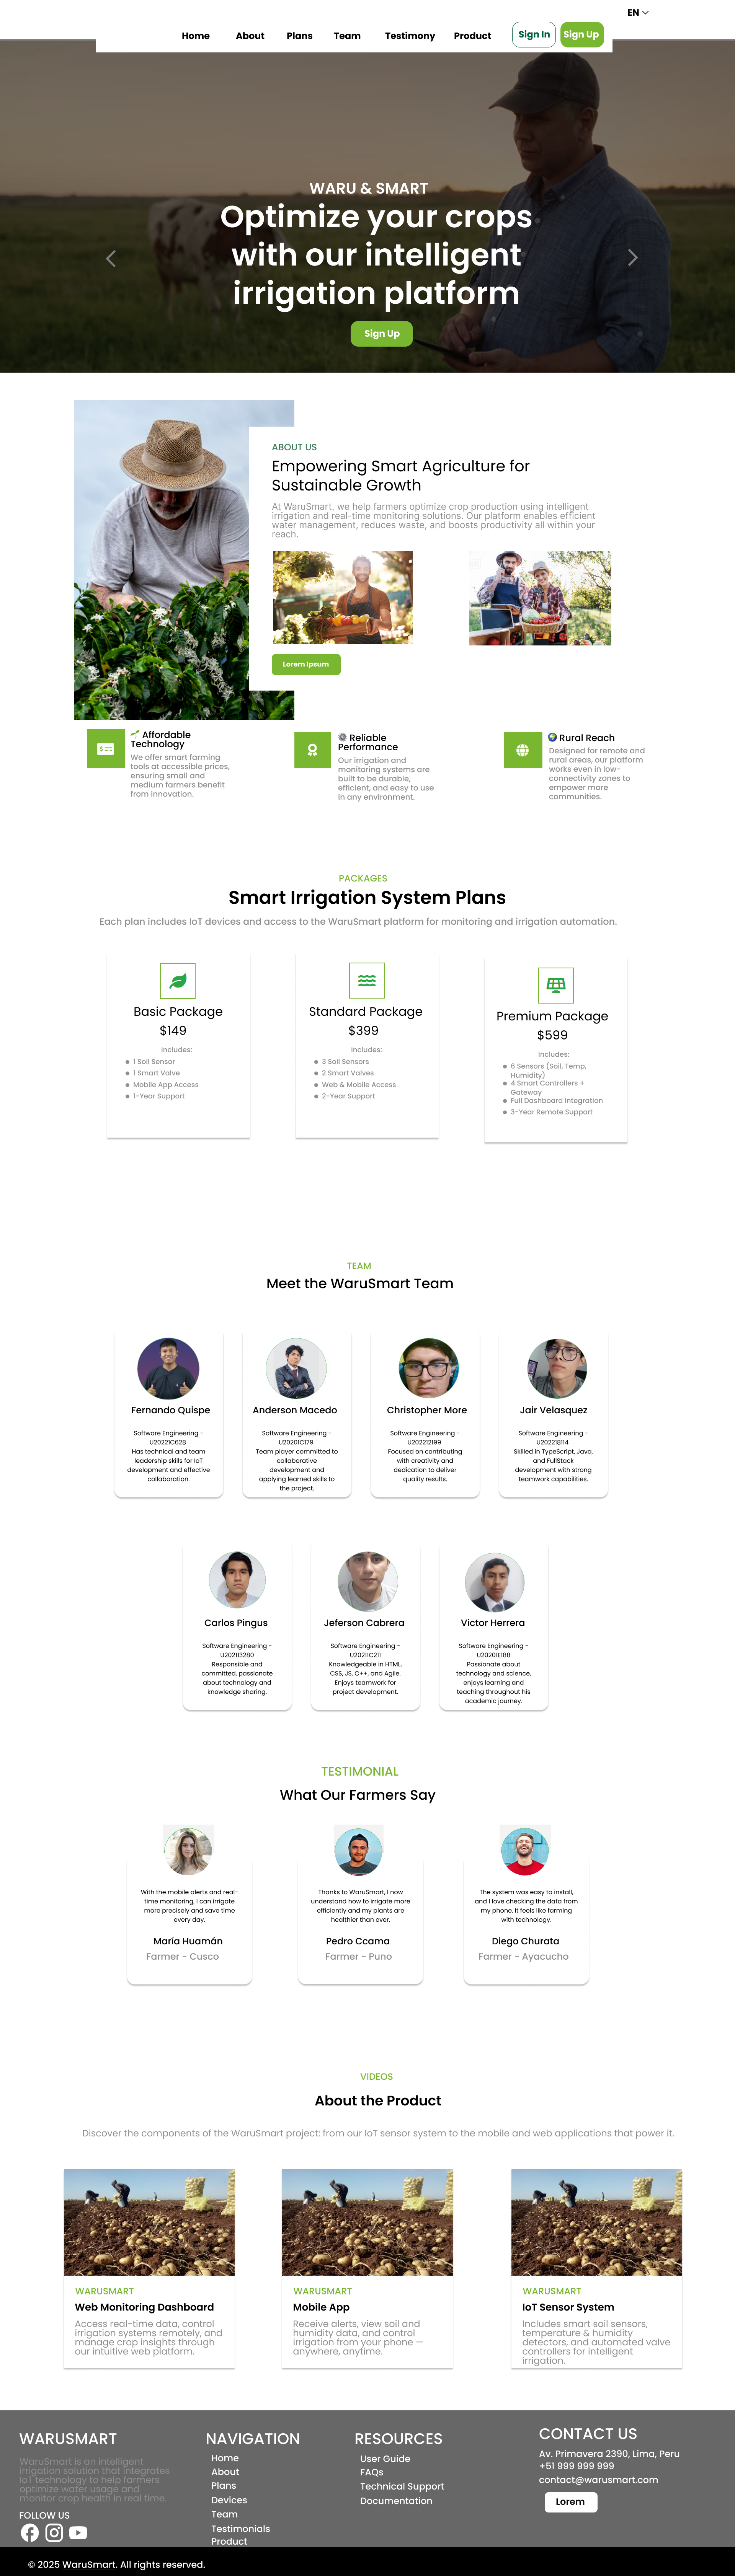 EN
Home About Plans Team Testimony Product Sign In Sign Up
WARU & SMART
Optimize your crops
with our intelligent
irrigation platform
Sign Up
ABOUT US
Empowering Smart Agriculture for
Sustainable Growth
At WaruSmart, we help farmers optimize crop production using intelligent
irrigation and real-time monitoring solutions. Our platform enables efficient
water management, reduces waste, and boosts productivity all within your
reach.
Lorem Ipsum
🌱 Affordable
Technology
We offer smart farming
tools at accessible prices,
ensuring small and
medium farmers benefit
from innovation.
Reliable
Performance
Our irrigation and
monitoring systems are
built to be durable,
efficient, and easy to use
in any environment.
Rural Reach
Designed for remote and
rural areas, our platform
works even in low-
connectivity zones to
empower more
communities.
PACKAGES
Smart Irrigation System Plans
Each plan includes IoT devices and access to the WaruSmart platform for monitoring and irrigation automation.
Basic Package
$149
Includes:
1 Soil Sensor
1 Smart Valve
Mobile App Access
1-Year Support
Standard Package
$399
Includes:
3 Soil Sensors
2 Smart Valves
Web & Mobile Access
2-Year Support
Premium Package
$599
Includes:
6 Sensors (Soil, Temp,
Humidity)
4 Smart Controllers +
Gateway
Full Dashboard Integration
3-Year Remote Support
TEAM
Meet the WaruSmart Team
Fernando Quispe
Software Engineering -
U20221C628
Has technical and team
leadership skills for IoT
development and effective
collaboration.
Anderson Macedo
Software Engineering -
U20201C179
Team player committed to
collaborative
development and
applying learned skills to
the project.
Christopher More
Software Engineering -
U202212199
Focused on contributing
with creativity and
dedication to deliver
quality results.
Jair Velasquez
Software Engineering -
U202218114
Skilled in TypeScript, Java,
and FullStack
development with strong
teamwork capabilities.
Carlos Pingus
Software Engineering -
U202113280
Responsible and
committed, passionate
about technology and
knowledge sharing.
Jeferson Cabrera
Software Engineering -
U20211C211
Knowledgeable in HTML,
CSS, JS, C++, and Agile.
Enjoys teamwork for
project development.
Victor Herrera
Software Engineering -
U20201E188
Passionate about
technology and science,
enjoys learning and
teaching throughout his
academic journey.
TESTIMONIAL
What Our Farmers Say
With the mobile alerts and real-
time monitoring, I can irrigate
more precisely and save time
every day.
María Huamán
Farmer - Cusco
Thanks to WaruSmart, I now
understand how to irrigate more
efficiently and my plants are
healthier than ever.
Pedro Ccama
Farmer - Puno
The system was easy to install,
and I love checking the data from
my phone. It feels like farming
with technology.
Diego Churata
Farmer - Ayacucho
VIDEOS
About the Product
Discover the components of the WaruSmart project: from our IoT sensor system to the mobile and web applications that power it.
WARUSMART
Web Monitoring Dashboard
Access real-time data, control
irrigation systems remotely, and
manage crop insights through
our intuitive web platform.
WARUSMART
Mobile App
Receive alerts, view soil and
humidity data, and control
irrigation from your phone —
anywhere, anytime.
WARUSMART
IoT Sensor System
Includes smart soil sensors,
temperature & humidity
detectors, and automated valve
controllers for intelligent
irrigation.
WARUSMART
WaruSmart is an intelligent
irrigation solution that integrates
IoT technology to help farmers
optimize water usage and
monitor crop health in real time.
FOLLOW US
NAVIGATION
Home
About
Plans
Devices
Team
Testimonials
Product
RESOURCES
User Guide
FAQs
Technical Support
Documentation
CONTACT US
Av. Primavera 2390, Lima, Peru
+51 999 999 999
contact@warusmart.com
Lorem
© 2025 WaruSmart. All rights reserved.